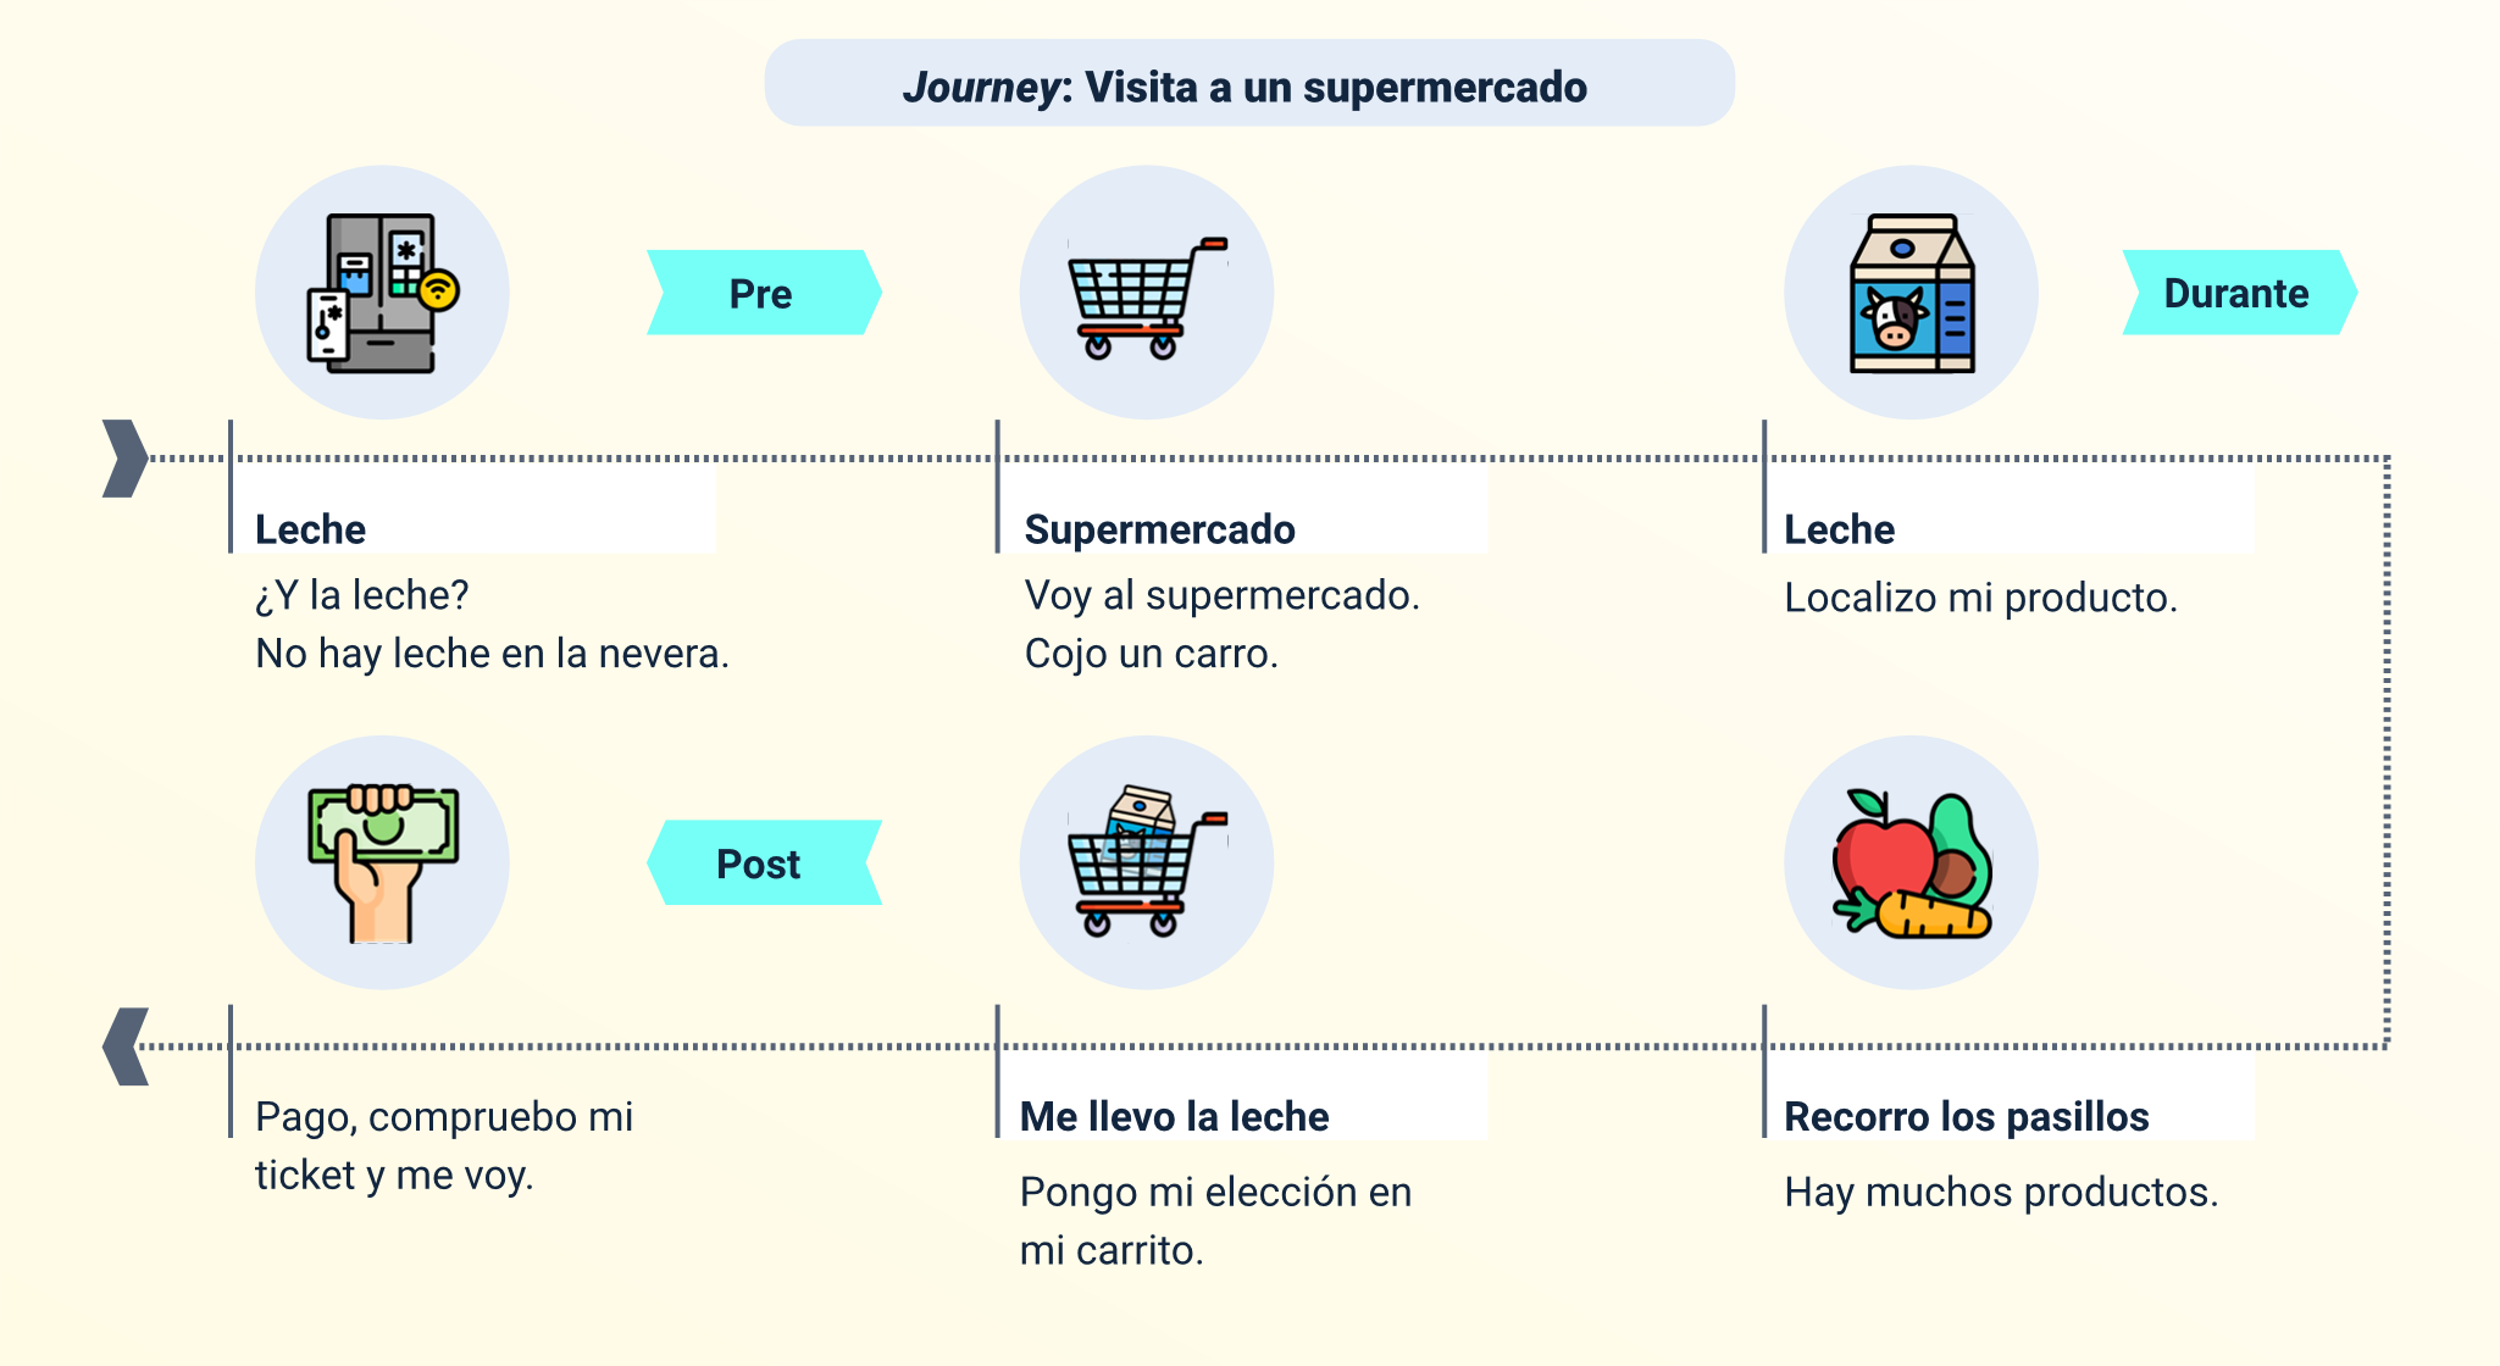 Journey: Visita a un supermercado
Pre
Durante
Leche
¿Y la leche?
No hay leche en la nevera.
Supermercado
Voy al supermercado.
Cojo un carro.
Leche
Localizo mi producto.
Post
Pago, compruebo mi
ticket y me voy.
Me llevo la leche
Pongo mi elección en
mi carrito.
Recorro los pasillos
Hay muchos productos.